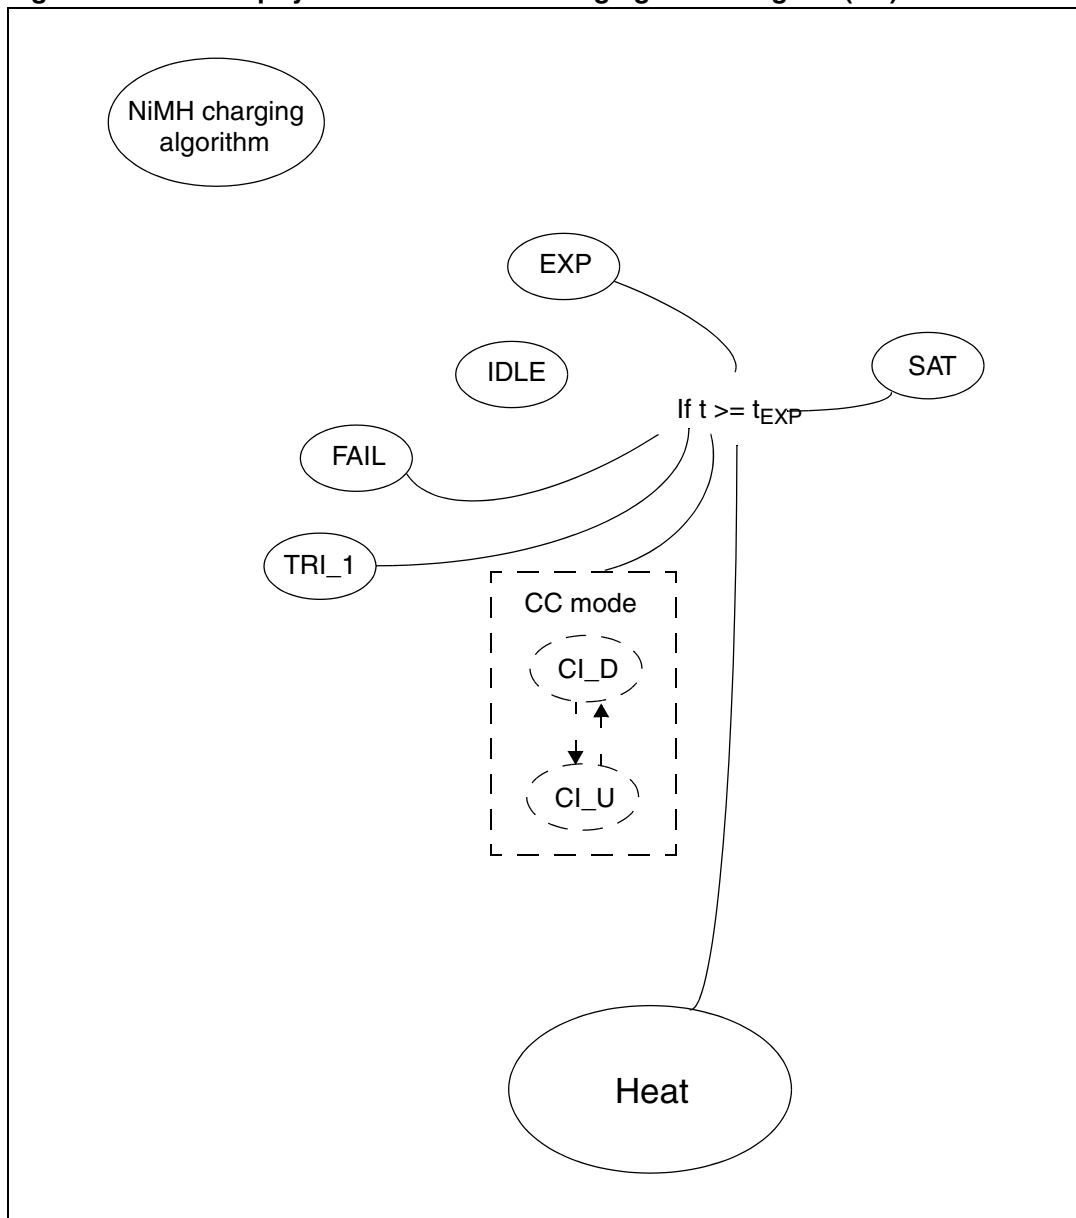 NiMH charging
algorithm
EXP
IDLE
SAT
If t >= tEXP
FAIL
TRI_1
CC mode
CI_D
CI_U
Heat